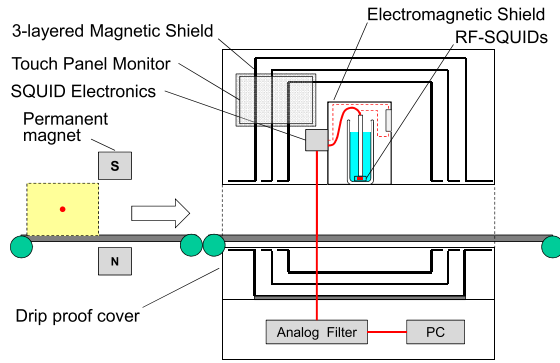 Electromagnetic Shield
3-layered Magnetic Shield
RF-SQUIDs
Touch Panel Monitor
SQUID Electronics
Permanent
magnet
S
N
Drip proof cover
Analog Filter
PC